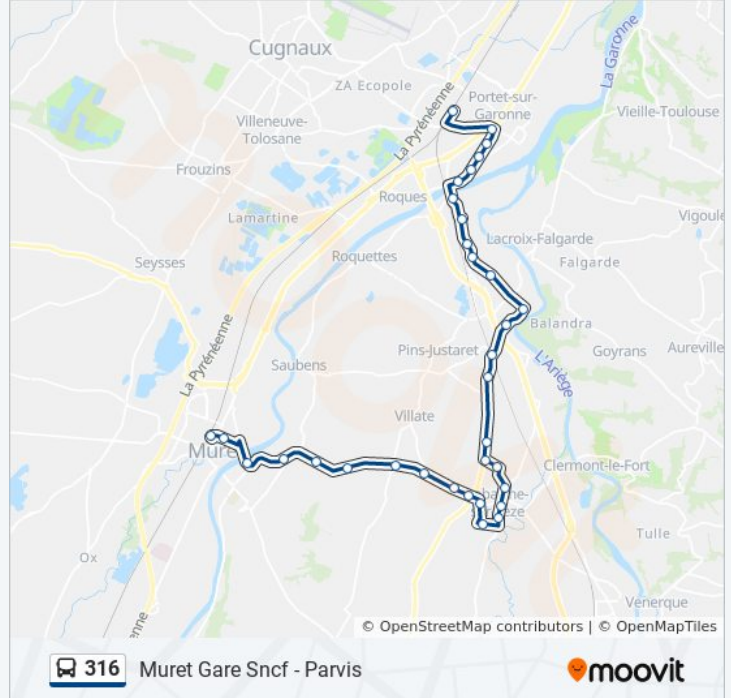 Cugnaux
ZA Ecopole
Portet-sur-
Garonne
La Garonne
Vieille-Toulouse
Villeneuve-
Tolosane
La Pyrénéenne
Frouzins
Roques
Lamartine
Vigoule
Lacroix-Falgarde
Falgarde
Seysses
Roquettes
Balandra
La Pyrénéenne
Pins-Justaret
Goyrans
Aureville
Saubens
L'Ariège
Villate
Mure
Clermont-le-Fort
Tulle
Ox
Venerque
enne
© OpenStreetMap contributors | © OpenMapTiles
316 Muret Gare Sncf - Parvis
moovit